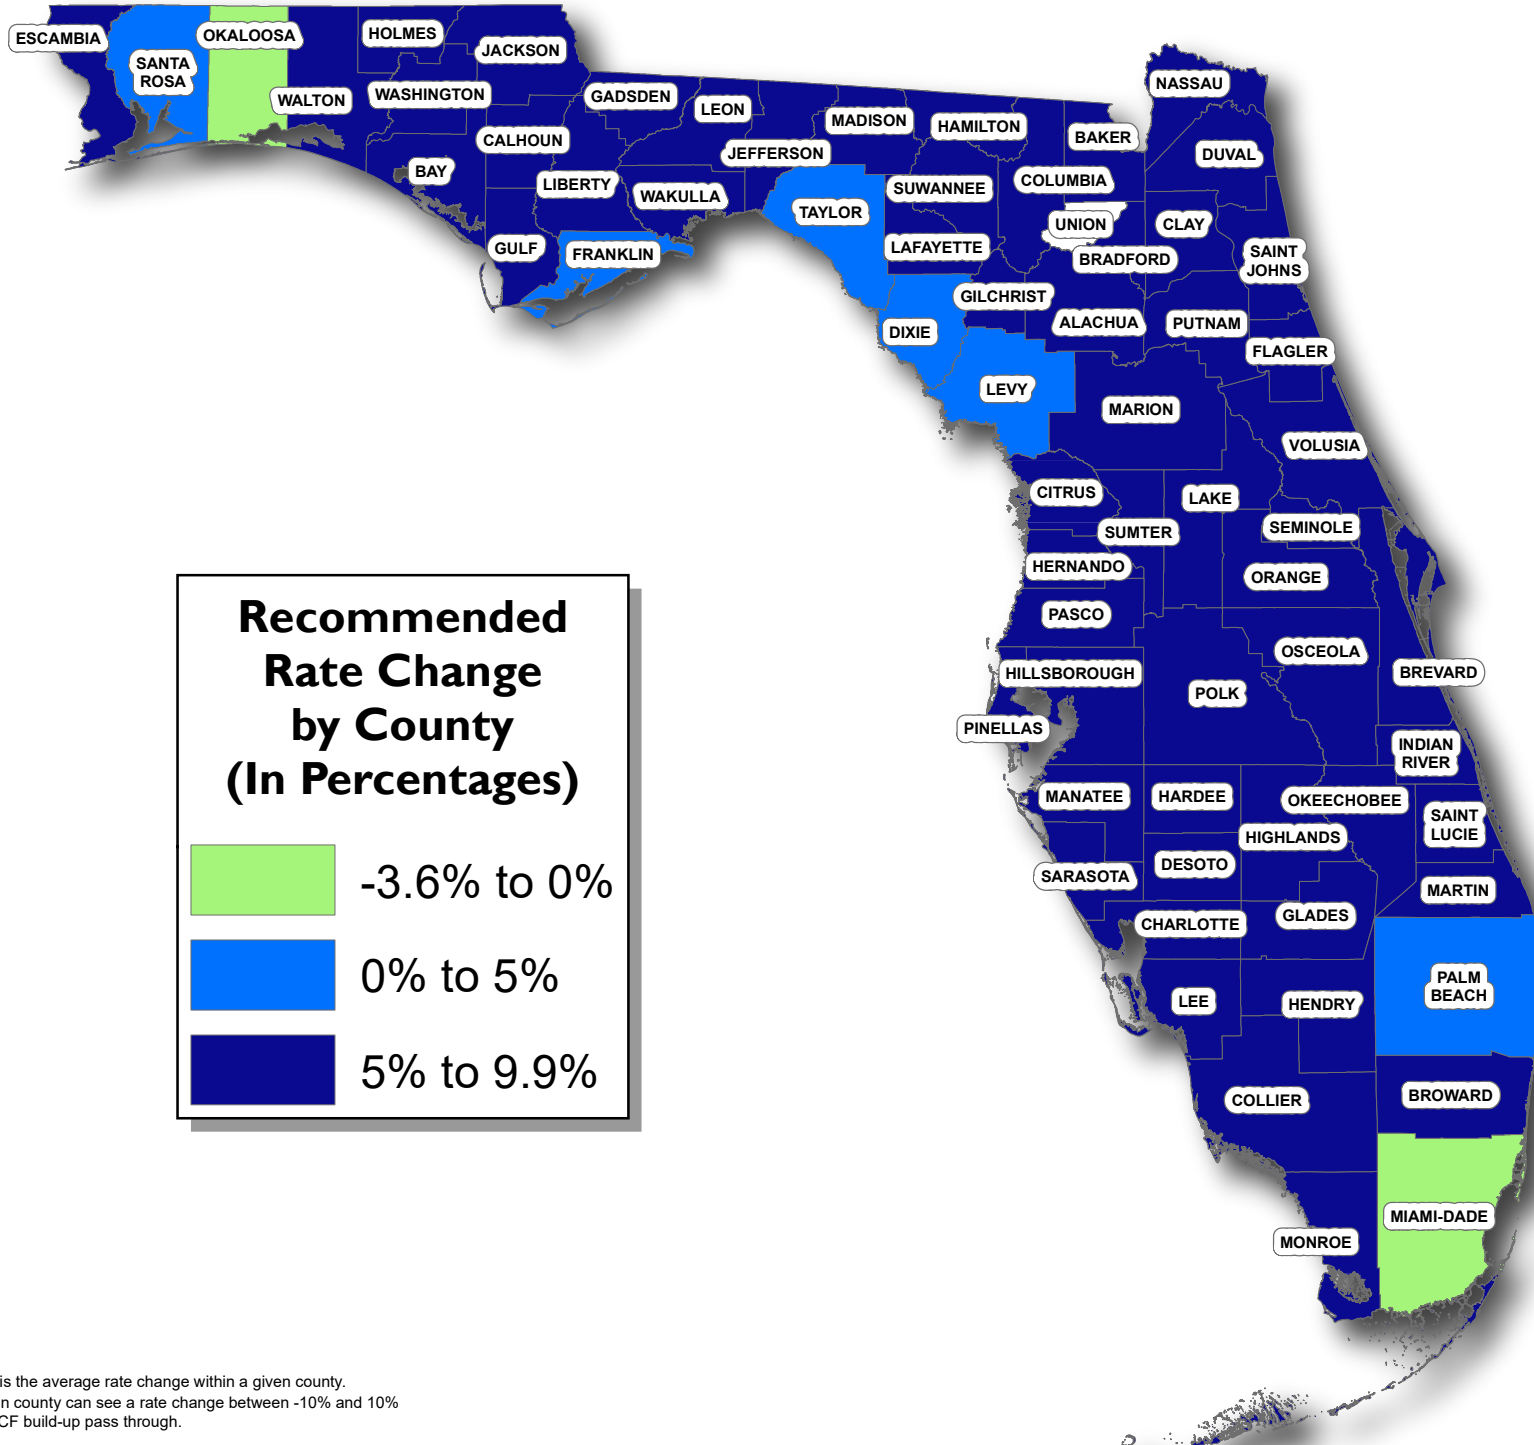 ESCAMBIA
SANTA
ROSA
OKALOOSA
WALTON
HOLMES
WASHINGTON
JACKSON
CALHOUN
BAY
GULF
LIBERTY
GADSDEN
LEON
WAKULLA
FRANKLIN
JEFFERSON
MADISON
TAYLOR
HAMILTON
SUWANNEE
LAFAYETTE
DIXIE
GILCHRIST
LEVY
COLUMBIA
BAKER
NASSAU
DUVAL
UNION
BRADFORD
CLAY
SAINT
JOHNS
ALACHUA
PUTNAM
FLAGLER
MARION
VOLUSIA
CITRUS
LAKE
SUMTER
SEMINOLE
HERNANDO
ORANGE
PASCO
OSCEOLA
HILLSBOROUGH
POLK
BREVARD
PINELLAS
INDIAN
RIVER
MANATEE
HARDEE
OKEECHOBEE
SAINT
LUCIE
HIGHLANDS
SARASOTA
DESOTO
MARTIN
CHARLOTTE
GLADES
LEE
HENDRY
PALM
BEACH
COLLIER
BROWARD
MIAMI-DADE
MONROE
Recommended
Rate Change
by County
(In Percentages)
-3.6% to 0%
0% to 5%
5% to 9.9%
is the average rate change within a given county.
n county can see a rate change between -10% and 10%
CF build-up pass through.